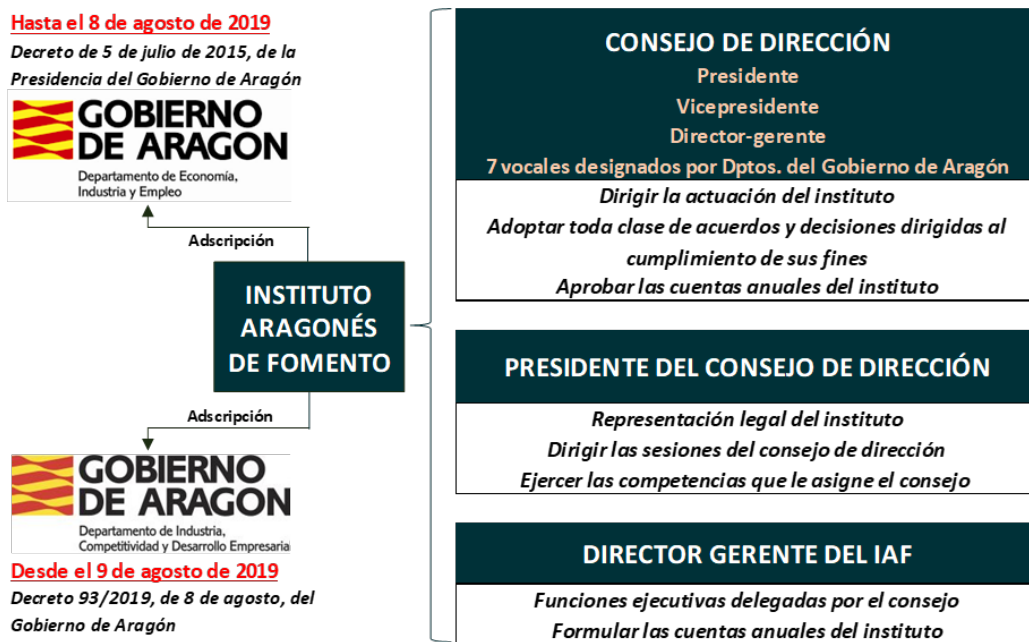 Hasta el 8 de agosto de 2019
Decreto de 5 de julio de 2015, de la
Presidencia del Gobierno de Aragón
GOBIERNO
DE ARAGON
Departamento de Economía,
Industria y Empleo
Adscripción
INSTITUTO
ARAGONÉS
DE FOMENTO
Adscripción
GOBIERNO
DE ARAGON
Departamento de Industria,
Competitividad y Desarrollo Empresarial
Desde el 9 de agosto de 2019
Decreto 93/2019, de 8 de agosto, del
Gobierno de Aragón
CONSEJO DE DIRECCIÓN
Presidente
Vicepresidente
Director-gerente
7 vocales designados por Dptos. del Gobierno de Aragón
Dirigir la actuación del instituto
Adoptar toda clase de acuerdos y decisiones dirigidas al
cumplimiento de sus fines
Aprobar las cuentas anuales del instituto
PRESIDENTE DEL CONSEJO DE DIRECCIÓN
Representación legal del instituto
Dirigir las sesiones del consejo de dirección
Ejercer las competencias que le asigne el consejo
DIRECTOR GERENTE DEL IAF
Funciones ejecutivas delegadas por el consejo
Formular las cuentas anuales del instituto